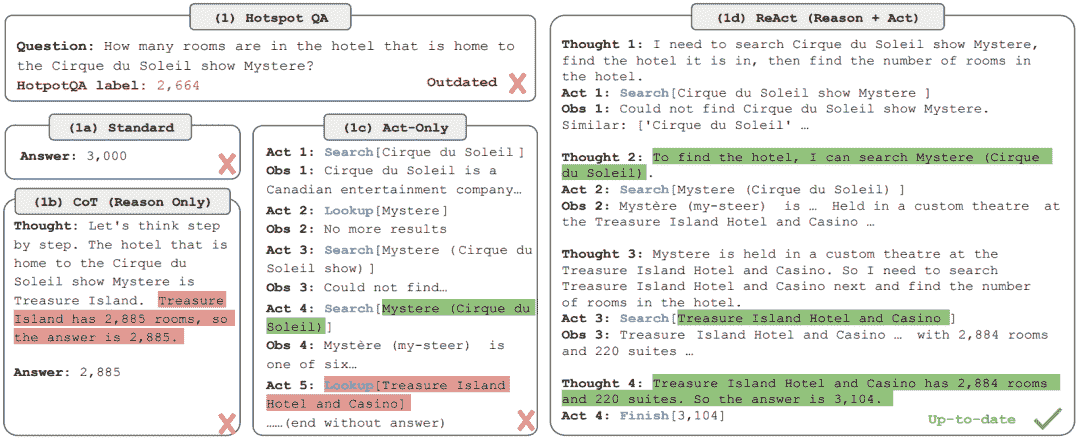 (1) Hotspot QA
Question: How many rooms are in the hotel that is home to
the Cirque du Soleil show Mystere?
HotpotQA label: 2,664
Outdated
(1a) Standard
Answer: 3,000
(1b) CoT (Reason Only)
Thought: Let's think step
by step. The hotel that is
home to the Cirque du
Soleil show Mystere is
Treasure Island. Treasure
Island has 2,885 rooms, so
the answer is 2,885.
Answer: 2,885
(1c) Act-Only
Act 1: Search[Cirque du Soleil ]
Obs 1: Cirque du Soleil is a
Canadian entertainment company…
Act 2: Lookup[Mystere]
Obs 2: No more results
Act 3: Search[Mystere (Cirque du
Soleil show) ]
Obs 3: Could not find…
Act 4: Search[Mystere (Cirque du
Soleil)]
Obs 4: Mystère (my-steer) is
one of six…
Act 5: Lookup[Treasure Island
Hotel and Casino]
……(end without answer)
(1d) ReAct (Reason + Act)
Thought 1: I need to search Cirque du Soleil show Mystere,
find the hotel it is in, then find the number of rooms in
the hotel.
Act 1: Search[Cirque du Soleil show Mystere ]
Obs 1: Could not find Cirque du Soleil show Mystere.
Similar: ['Cirque du Soleil' …
Thought 2: To find the hotel, I can search Mystere (Cirque
du Soleil).
Act 2: Search[Mystere (Cirque du Soleil) ]
Obs 2: Mystère (my-steer) is … Held in a custom theatre at
the Treasure Island Hotel and Casino …
Thought 3: Mystere is held in a custom theatre at the
Treasure Island Hotel and Casino. So I need to search
Treasure Island Hotel and Casino next and find the number
of rooms in the hotel.
Act 3: Search[Treasure Island Hotel and Casino ]
Obs 3: Treasure Island Hotel and Casino … with 2,884 rooms
and 220 suites …
Thought 4: Treasure Island Hotel and Casino has 2,884 rooms
and 220 suites. So the answer is 3,104.
Act 4: Finish[3,104]
Up-to-date